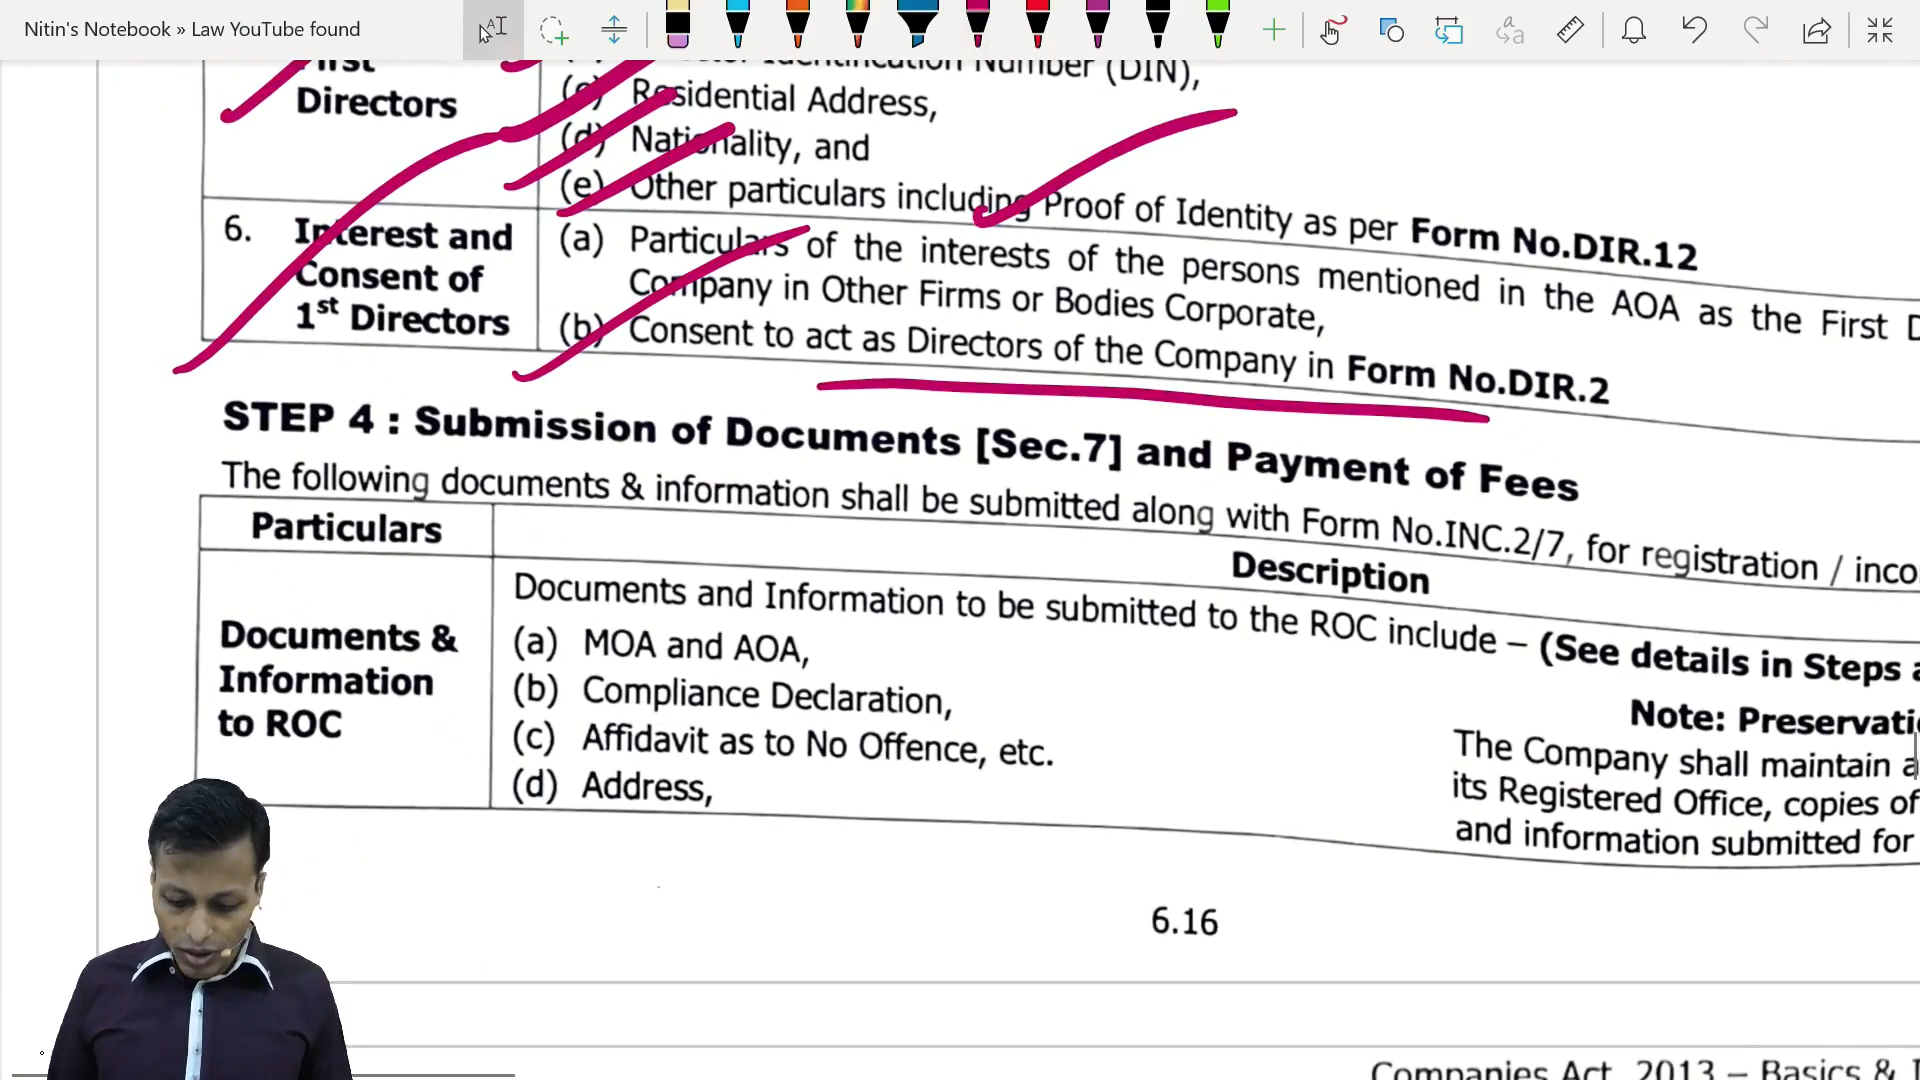 Nitin's Notebook » Law YouTube found
First
Directors
Identification Number (DIN),
(c) Residential Address,
(d) Nationality, and
(e) Other particulars including Proof of Identity as per Form No.DIR.12
6. Interest and
Consent of
1st Directors
(a) Particulars of the interests of the persons mentioned in the AOA as the First
Company in Other Firms or Bodies Corporate,
(b) Consent to act as Directors of the Company in Form No.DIR.2
STEP 4 : Submission of Documents [Sec.7] and Payment of Fees
The following documents & information shall be submitted along with Form No.INC.2/7, for registration /
Particulars
Description
Documents &
Information
to ROC
Documents and Information to be submitted to the ROC include – (See details in Steps
(a) MOA and AOA,
(b) Compliance Declaration,
(c) Affidavit as to No Offence, etc.
(d) Address,
Note:
The Company shall maintain
its Registered Office, copies of
and information submitted for
6.16
Companies Act, 2013 – Basics &